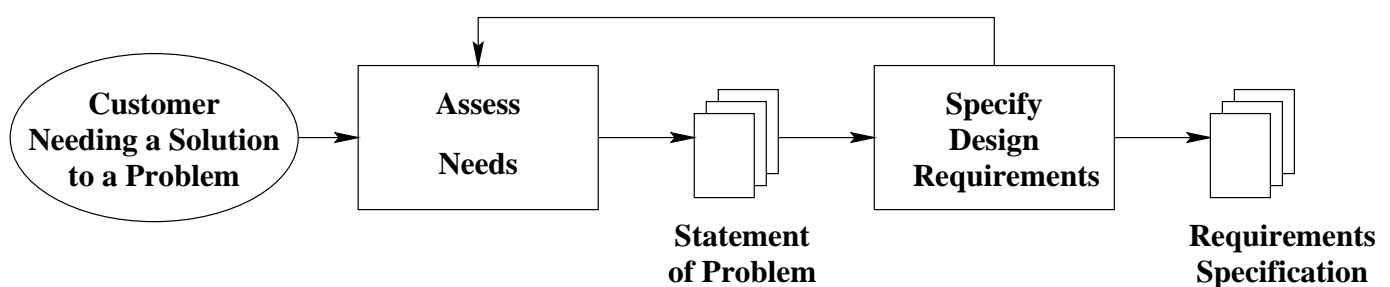 Customer
Needing a Solution
to a Problem
Assess
Needs
Statement
of Problem
Specify
Design
Requirements
Requirements
Specification